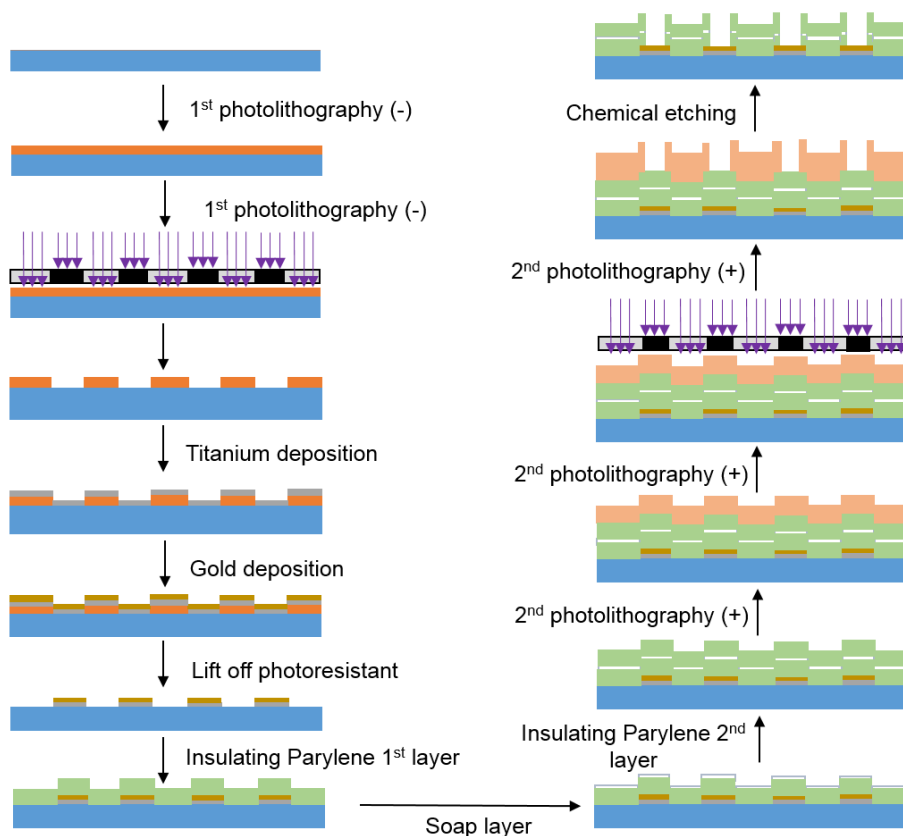 1st photolithography (-)
1st photolithography (-)
Titanium deposition
Gold deposition
Lift off photoresistant
Insulating Parylene 1st layer
Soap layer
Insulating Parylene 2nd
layer
2nd photolithography (+)
2nd photolithography (+)
2nd photolithography (+)
Chemical etching